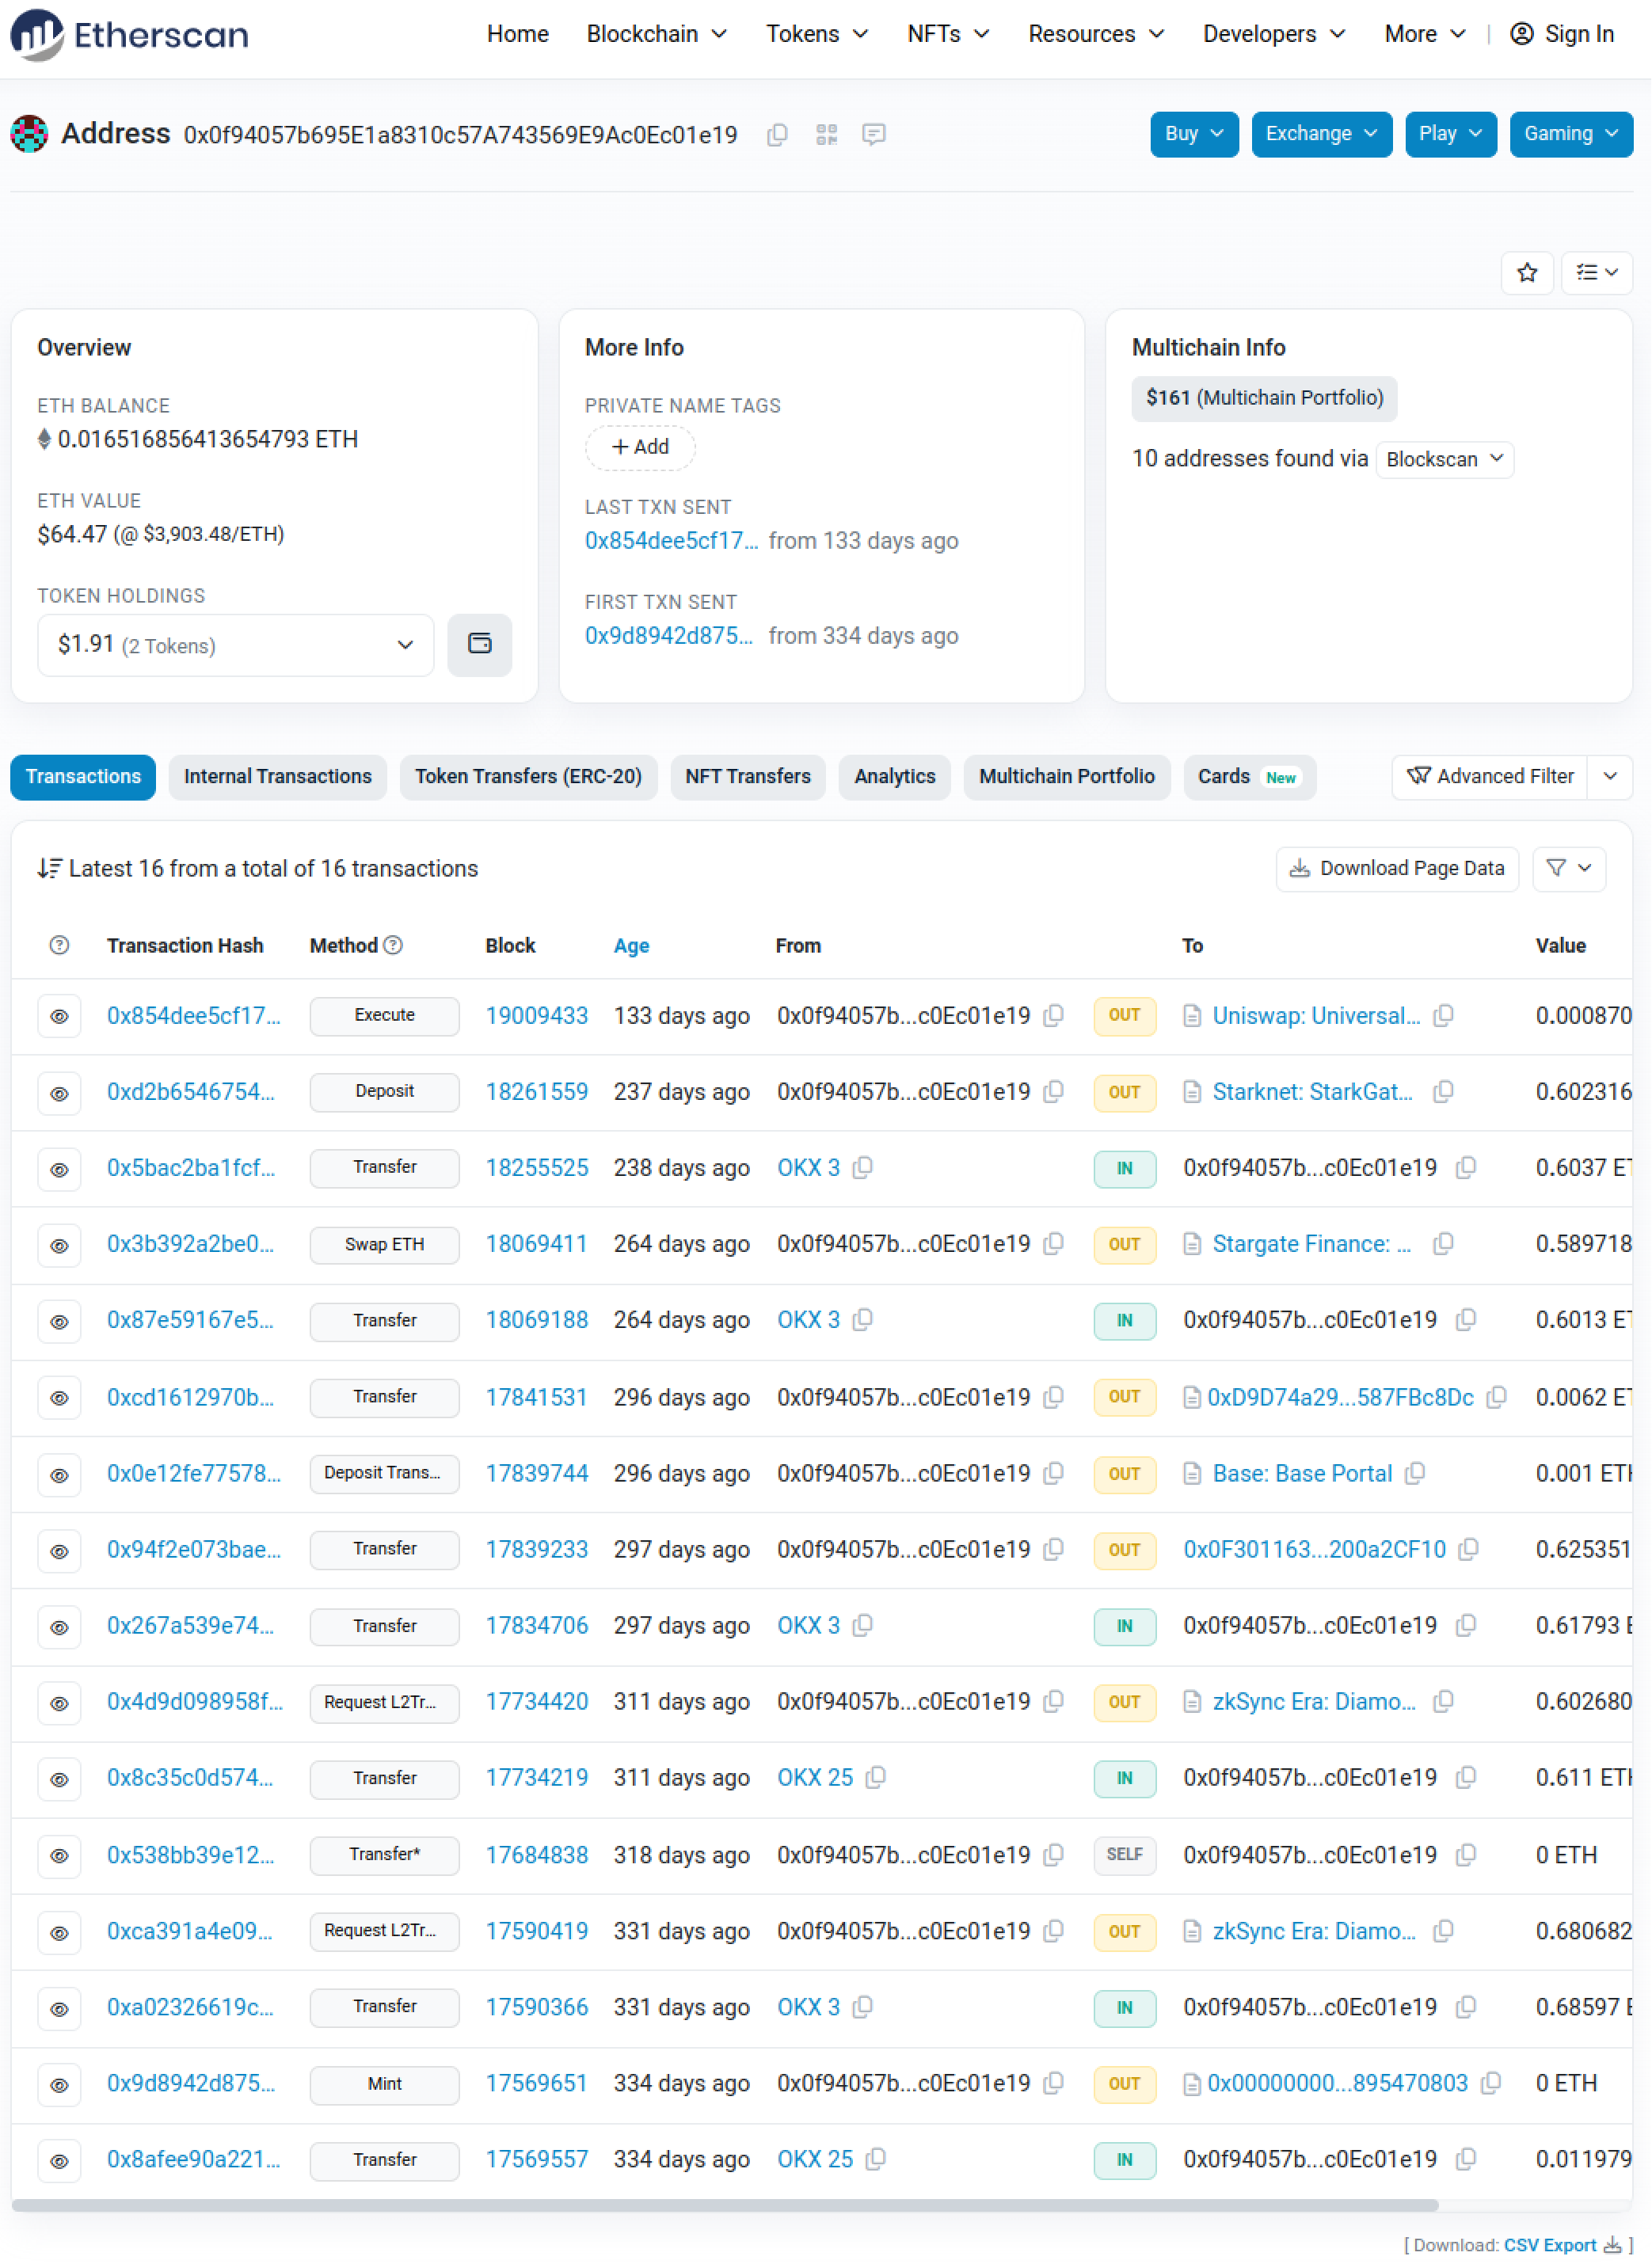 Etherscan Home Blockchain Tokens NFTs Resources Developers More | Sign In
Address 0x0f94057b695E1a8310c57A743569E9Ac0Ec01e19 Buy Exchange Play Gaming
Overview
ETH BALANCE
0.016516856413654793 ETH
ETH VALUE
$64.47 (@ $3,903.48/ETH)
TOKEN HOLDINGS
$1.91 (2 Tokens)
More Info
PRIVATE NAME TAGS
+ Add
LAST TXN SENT
0x854dee5cf17... from 133 days ago
FIRST TXN SENT
0x9d8942d875... from 334 days ago
Multichain Info
$161 (Multichain Portfolio)
10 addresses found via Blockscan
Transactions Internal Transactions Token Transfers (ERC-20) NFT Transfers Analytics Multichain Portfolio Cards New Advanced Filter
Latest 16 from a total of 16 transactions Download Page Data
Transaction Hash Method Block Age From To Value
0x854dee5cf17... Execute 19009433 133 days ago 0x0f94057b...c0Ec01e19 OUT Uniswap: Universal... 0.000870
0xd2b6546754... Deposit 18261559 237 days ago 0x0f94057b...c0Ec01e19 OUT Starknet: StarkGat... 0.602316
0x5bac2ba1fcf... Transfer 18255525 238 days ago OKX 3 IN 0x0f94057b...c0Ec01e19 0.6037 ET
0x3b392a2be0... Swap ETH 18069411 264 days ago 0x0f94057b...c0Ec01e19 OUT Stargate Finance: ... 0.589718
0x87e59167e5... Transfer 18069188 264 days ago OKX 3 IN 0x0f94057b...c0Ec01e19 0.6013 ET
0xcd1612970b... Transfer 17841531 296 days ago 0x0f94057b...c0Ec01e19 OUT 0xD9D74a29...587FBc8Dc 0.0062 ET
0x0e12fe77578... Deposit Trans... 17839744 296 days ago 0x0f94057b...c0Ec01e19 OUT Base: Base Portal 0.001 ETH
0x94f2e073bae... Transfer 17839233 297 days ago 0x0f94057b...c0Ec01e19 OUT 0x0F301163...200a2CF10 0.625351
0x267a539e74... Transfer 17834706 297 days ago OKX 3 IN 0x0f94057b...c0Ec01e19 0.61793 E
0x4d9d098958f... Request L2Tr... 17734420 311 days ago 0x0f94057b...c0Ec01e19 OUT zkSync Era: Diamo... 0.602680
0x8c35c0d574... Transfer 17734219 311 days ago OKX 25 IN 0x0f94057b...c0Ec01e19 0.611 ETH
0x538bb39e12... Transfer* 17684838 318 days ago 0x0f94057b...c0Ec01e19 SELF 0x0f94057b...c0Ec01e19 0 ETH
0xca391a4e09... Request L2Tr... 17590419 331 days ago 0x0f94057b...c0Ec01e19 OUT zkSync Era: Diamo... 0.680682
0xa02326619c... Transfer 17590366 331 days ago OKX 3 IN 0x0f94057b...c0Ec01e19 0.68597 E
0x9d8942d875... Mint 17569651 334 days ago 0x0f94057b...c0Ec01e19 OUT 0x00000000...895470803 0 ETH
0x8afee90a221... Transfer 17569557 334 days ago OKX 25 IN 0x0f94057b...c0Ec01e19 0.011979
[ Download: CSV Export ]